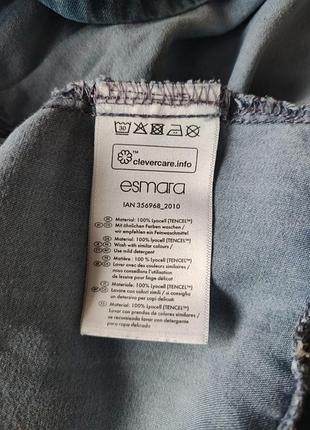 30
™
clevercare.info
esmara
IAN 356968_2010
Material: 100% Lyocell (TENCEL™)
Mit ähnlichen Farben waschen /
wir empfehlen ein Feinwaschmittel
Material: 100% Lyocell (TENCEL™)
Wash with similar colours /
Use mild detergent
Matière : 100% Lyocell (TENCEL™)
Laver avec des couleurs similaires /
nous conseillons l'utilisation
de lessive pour linge délicat
Materiale: 100% Lyocell (TENCEL™)
Lavare con colori simili / si consiglia
un detersivo per capi delicati
Material: 100% Lyocell (TENCEL™)
Lavar con prendas de colores similares /
se recomienda lavar con detergente
para ropa delicada